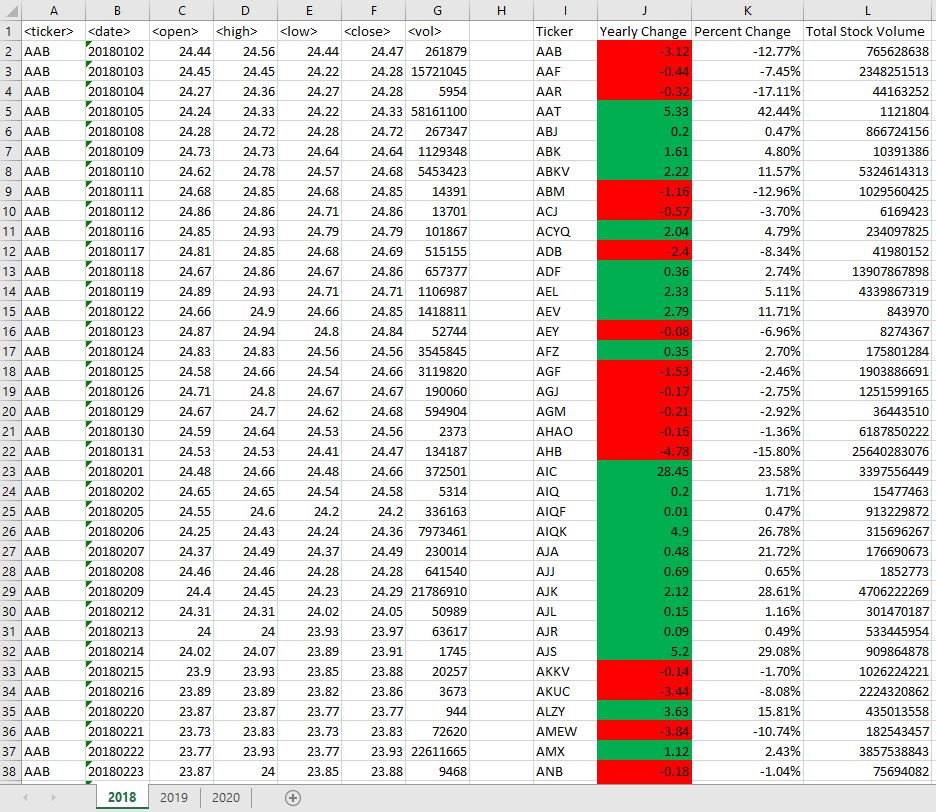 A B C D E F G H I J K L
1 <ticker> <date> <open> <high> <low> <close> <vol> Ticker Yearly Change Percent Change Total Stock Volume
2 AAB 20180102 24.44 24.56 24.44 24.47 261879 AAB -3.12 -12.77% 765628638
3 AAB 20180103 24.45 24.45 24.22 24.28 15721045 AAF -0.44 -7.45% 2348251513
4 AAB 20180104 24.27 24.36 24.27 24.28 5954 AAR -0.32 -17.11% 44163252
5 AAB 20180105 24.24 24.33 24.22 24.33 58161100 AAT 5.33 42.44% 1121804
6 AAB 20180108 24.28 24.72 24.28 24.72 267347 ABJ 0.2 0.47% 866724156
7 AAB 20180109 24.73 24.73 24.64 24.64 1129348 ABK 1.61 4.80% 10391386
8 AAB 20180110 24.62 24.78 24.57 24.68 5453423 ABKV 2.22 11.57% 5324614313
9 AAB 20180111 24.68 24.85 24.68 24.85 14391 ABM -1.16 -12.96% 1029560425
10 AAB 20180112 24.86 24.86 24.71 24.86 13701 ACJ -0.57 -3.70% 6169423
11 AAB 20180116 24.85 24.93 24.79 24.79 101867 ACYQ 2.04 4.79% 234097825
12 AAB 20180117 24.81 24.85 24.68 24.69 515155 ADB -2.4 -8.34% 41980152
13 AAB 20180118 24.67 24.86 24.67 24.86 657377 ADF 0.36 2.74% 13907867898
14 AAB 20180119 24.89 24.93 24.71 24.71 1106987 AEL 2.33 5.11% 4339867319
15 AAB 20180122 24.66 24.9 24.66 24.85 1418811 AEV 2.79 11.71% 843970
16 AAB 20180123 24.87 24.94 24.8 24.84 52744 AEY -0.08 -6.96% 8274367
17 AAB 20180124 24.83 24.83 24.56 24.56 3545845 AFZ 0.35 2.70% 175801284
18 AAB 20180125 24.58 24.66 24.54 24.66 3119820 AGF -1.53 -2.46% 1903886691
19 AAB 20180126 24.71 24.8 24.67 24.67 190060 AGJ -0.17 -2.75% 1251599165
20 AAB 20180129 24.67 24.7 24.62 24.68 594904 AGM -0.21 -2.92% 36443510
21 AAB 20180130 24.59 24.64 24.53 24.56 2373 AHAO -0.16 -1.36% 6187850222
22 AAB 20180131 24.53 24.53 24.41 24.47 134187 AHB -4.78 -15.80% 25640283076
23 AAB 20180201 24.48 24.66 24.48 24.66 372501 AIC 28.45 23.58% 3397556449
24 AAB 20180202 24.65 24.65 24.54 24.58 5314 AIQ 0.2 1.71% 15477463
25 AAB 20180205 24.55 24.6 24.2 24.2 336163 AIQF 0.01 0.47% 913229872
26 AAB 20180206 24.25 24.43 24.24 24.36 7973461 AIQK 4.9 26.78% 315696267
27 AAB 20180207 24.37 24.49 24.37 24.49 230014 AJA 0.48 21.72% 176690673
28 AAB 20180208 24.46 24.46 24.28 24.28 641540 AJJ 0.69 0.65% 1852773
29 AAB 20180209 24.4 24.45 24.23 24.29 21786910 AJK 2.12 28.61% 4706222269
30 AAB 20180212 24.31 24.31 24.02 24.05 50989 AJL 0.15 1.16% 301470187
31 AAB 20180213 24 24 23.93 23.97 63617 AJR 0.09 0.49% 533445954
32 AAB 20180214 24.02 24.07 23.89 23.91 1745 AJS 5.2 29.08% 909864878
33 AAB 20180215 23.9 23.93 23.85 23.88 20257 AKKV -0.14 -1.70% 1026224221
34 AAB 20180216 23.89 23.89 23.82 23.86 3673 AKUC -3.44 -8.08% 2224320862
35 AAB 20180220 23.87 23.87 23.77 23.77 944 ALZY 3.63 15.81% 435013558
36 AAB 20180221 23.73 23.83 23.73 23.83 72620 AMEW -3.84 -10.74% 182543457
37 AAB 20180222 23.77 23.93 23.77 23.93 22611665 AMX 1.12 2.43% 3857538843
38 AAB 20180223 23.87 24 23.85 23.88 9468 ANB -0.18 -1.04% 75694082
2018 2019 2020